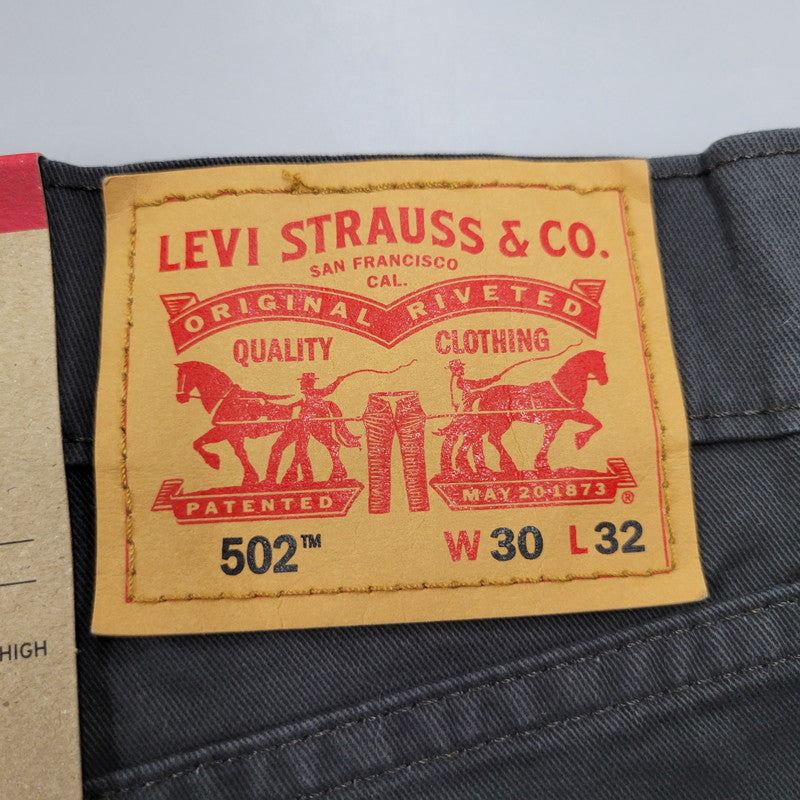 LEVI STRAUSS & CO.
SAN FRANCISCO
CAL.
ORIGINAL RIVETED
QUALITY CLOTHING
PATENTED MAY 20 1873 ®
502™ W 30 L 32
HIGH